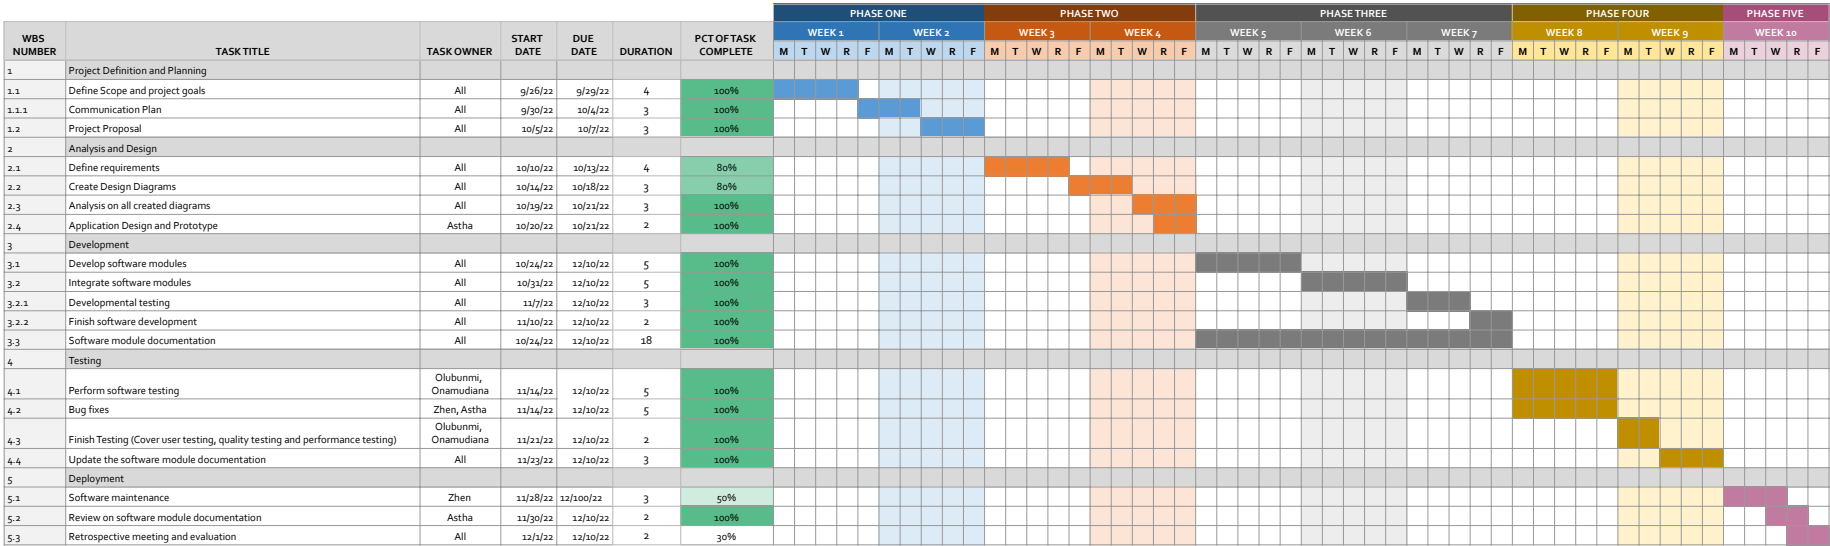 PHASE ONE PHASE TWO PHASE THREE PHASE FOUR PHASE FIVE
WBS NUMBER TASK TITLE TASK OWNER START DATE DUE DATE DURATION PCT OF TASK COMPLETE WEEK 1 WEEK 2 WEEK 3 WEEK 4 WEEK 5 WEEK 6 WEEK 7 WEEK 8 WEEK 9 WEEK 10
M T W R F M T W R F M T W R F M T W R F M T W R F M T W R F M T W R F M T W R F M T W R F M T W R F
1 Project Definition and Planning
1.1 Define Scope and project goals All 9/26/22 9/29/22 4 100%
1.1.1 Communication Plan All 9/30/22 10/4/22 3 100%
1.2 Project Proposal All 10/5/22 10/7/22 3 100%
2 Analysis and Design
2.1 Define requirements All 10/10/22 10/13/22 4 80%
2.2 Create Design Diagrams All 10/14/22 10/18/22 3 80%
2.3 Analysis on all created diagrams All 10/19/22 10/21/22 3 100%
2.4 Application Design and Prototype Astha 10/20/22 10/21/22 2 100%
3 Development
3.1 Develop software modules All 10/24/22 12/10/22 5 100%
3.2 Integrate software modules All 10/31/22 12/10/22 5 100%
3.2.1 Developmental testing All 11/7/22 12/10/22 3 100%
3.2.2 Finish software development All 11/10/22 12/10/22 2 100%
3.3 Software module documentation All 10/24/22 12/10/22 18 100%
4 Testing
4.1 Perform software testing Olubunmi, Onamudiana 11/14/22 12/10/22 5 100%
4.2 Bug fixes Zhen, Astha 11/14/22 12/10/22 5 100%
4.3 Finish Testing (Cover user testing, quality testing and performance testing) Olubunmi, Onamudiana 11/21/22 12/10/22 2 100%
4.4 Update the software module documentation All 11/23/22 12/10/22 3 100%
5 Deployment
5.1 Software maintenance Zhen 11/28/22 12/100/22 3 50%
5.2 Review on software module documentation Astha 11/30/22 12/10/22 2 100%
5.3 Retrospective meeting and evaluation All 12/1/22 12/10/22 2 30%